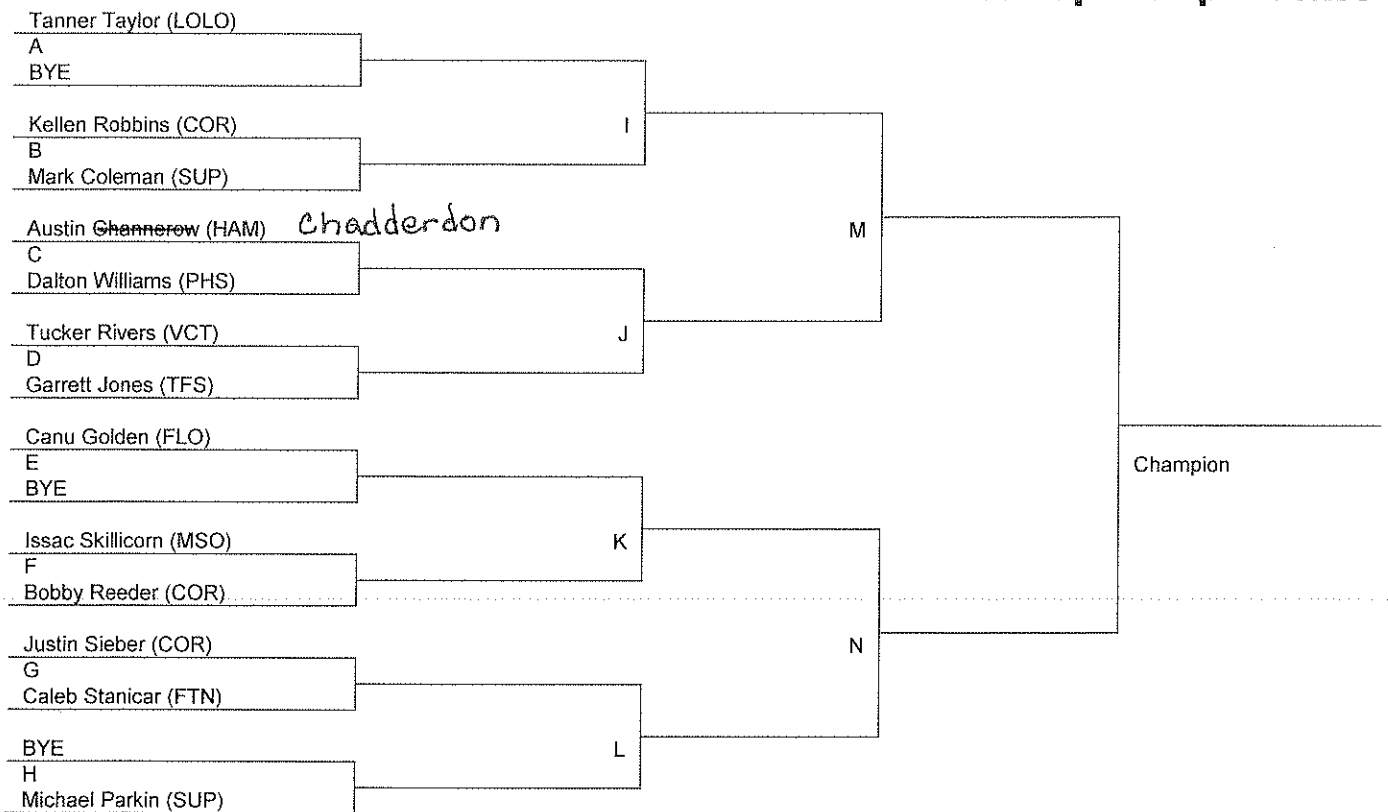 Tanner Taylor (LOLO)
A
BYE
Kellen Robbins (COR)
B
Mark Coleman (SUP)
I
Austin Channerow (HAM) Chadderdon
C
Dalton Williams (PHS)
M
Tucker Rivers (VCT)
D
Garrett Jones (TFS)
J
Canu Golden (FLO)
E
BYE
Champion
Issac Skillicorn (MSO)
F
Bobby Reeder (COR)
K
Justin Sieber (COR)
G
Caleb Stanicar (FTN)
N
BYE
H
Michael Parkin (SUP)
L